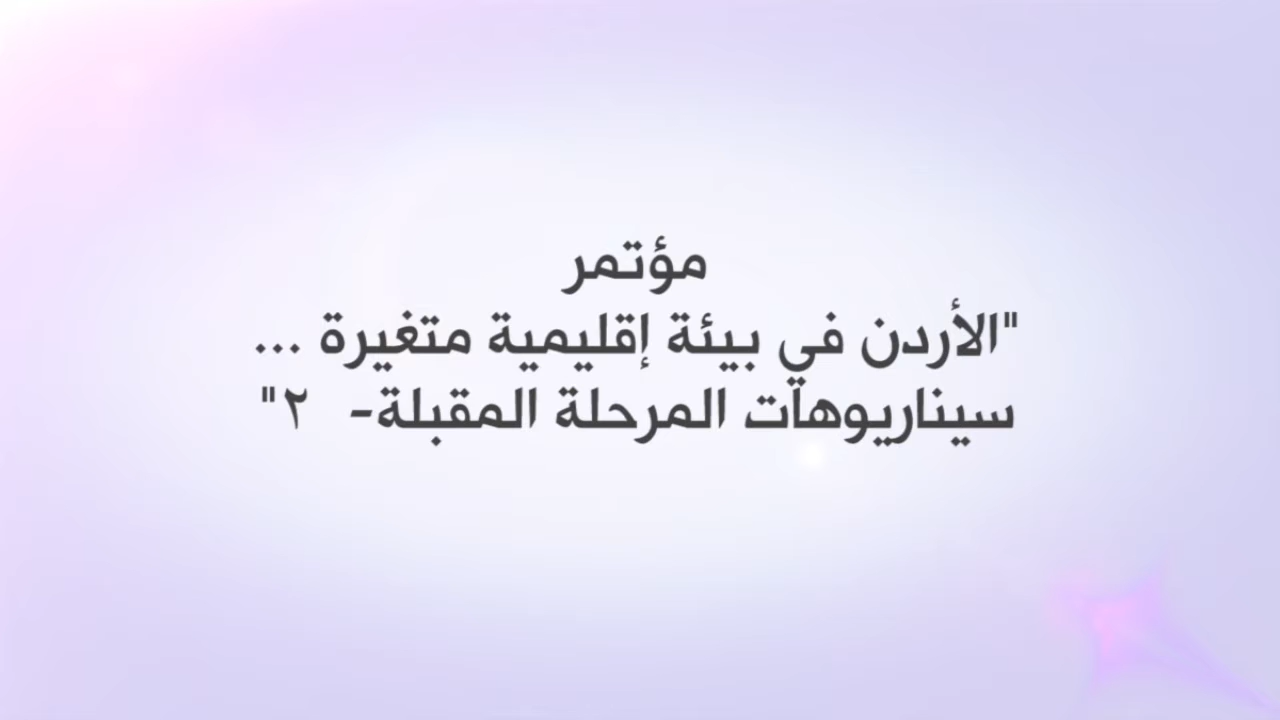 مؤتمر
"الأردن في بيئة إقليمية متغيرة ...
سيناريوهات المرحلة المقبلة- ٢"